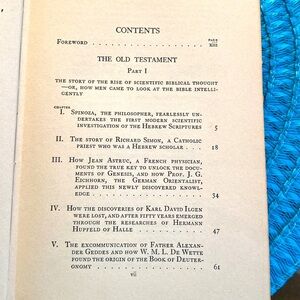 CONTENTS
PAGE
Foreword . . . . . . . . . . . XIII
THE OLD TESTAMENT
Part I
THE STORY OF THE RISE OF SCIENTIFIC BIBLICAL THOUGHT
—OR, HOW MEN CAME TO LOOK AT THE BIBLE INTELLI-
GENTLY
CHAPTER
I. Spinoza, the philosopher, fearlessly un-
dertakes the first modern scientific
investigation of the Hebrew Scriptures 5
II. The story of Richard Simon, a Catholic
priest who was a Hebrew scholar . . 18
III. How Jean Astruc, a French physician,
found the true key to unlock the docu-
ments of Genesis, and how Prof. J. G.
Eichhorn, the German Orientalist,
applied this newly discovered knowl-
edge . . . . . . . . . . . 34
IV. How the discoveries of Karl David Ilgen
were lost, and after fifty years emerged
through the researches of Hermann
Hupfeld of Halle . . . . . . . 47
V. The excommunication of Father Alexan-
der Geddes and how W. M. L. De Wette
found the origin of the Book of Deuter-
onomy . . . . . . . . . . . 61
vii